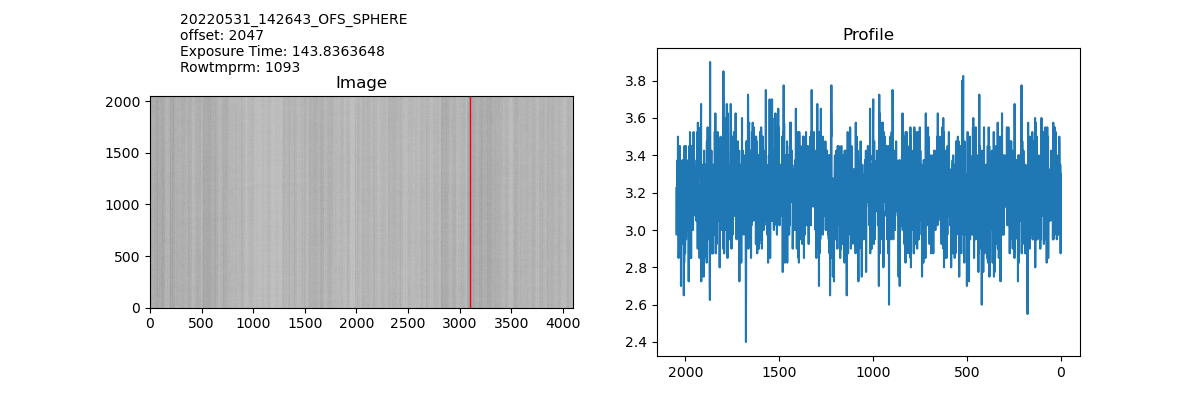 20220531_142643_OFS_SPHERE
offset: 2047
Exposure Time: 143.8363648
Rowtmprm: 1093
Image
2000
1500
1000
500
0
0 500 1000 1500 2000 2500 3000 3500 4000
Profile
3.8
3.6
3.4
3.2
3.0
2.8
2.6
2.4
2000 1500 1000 500 0